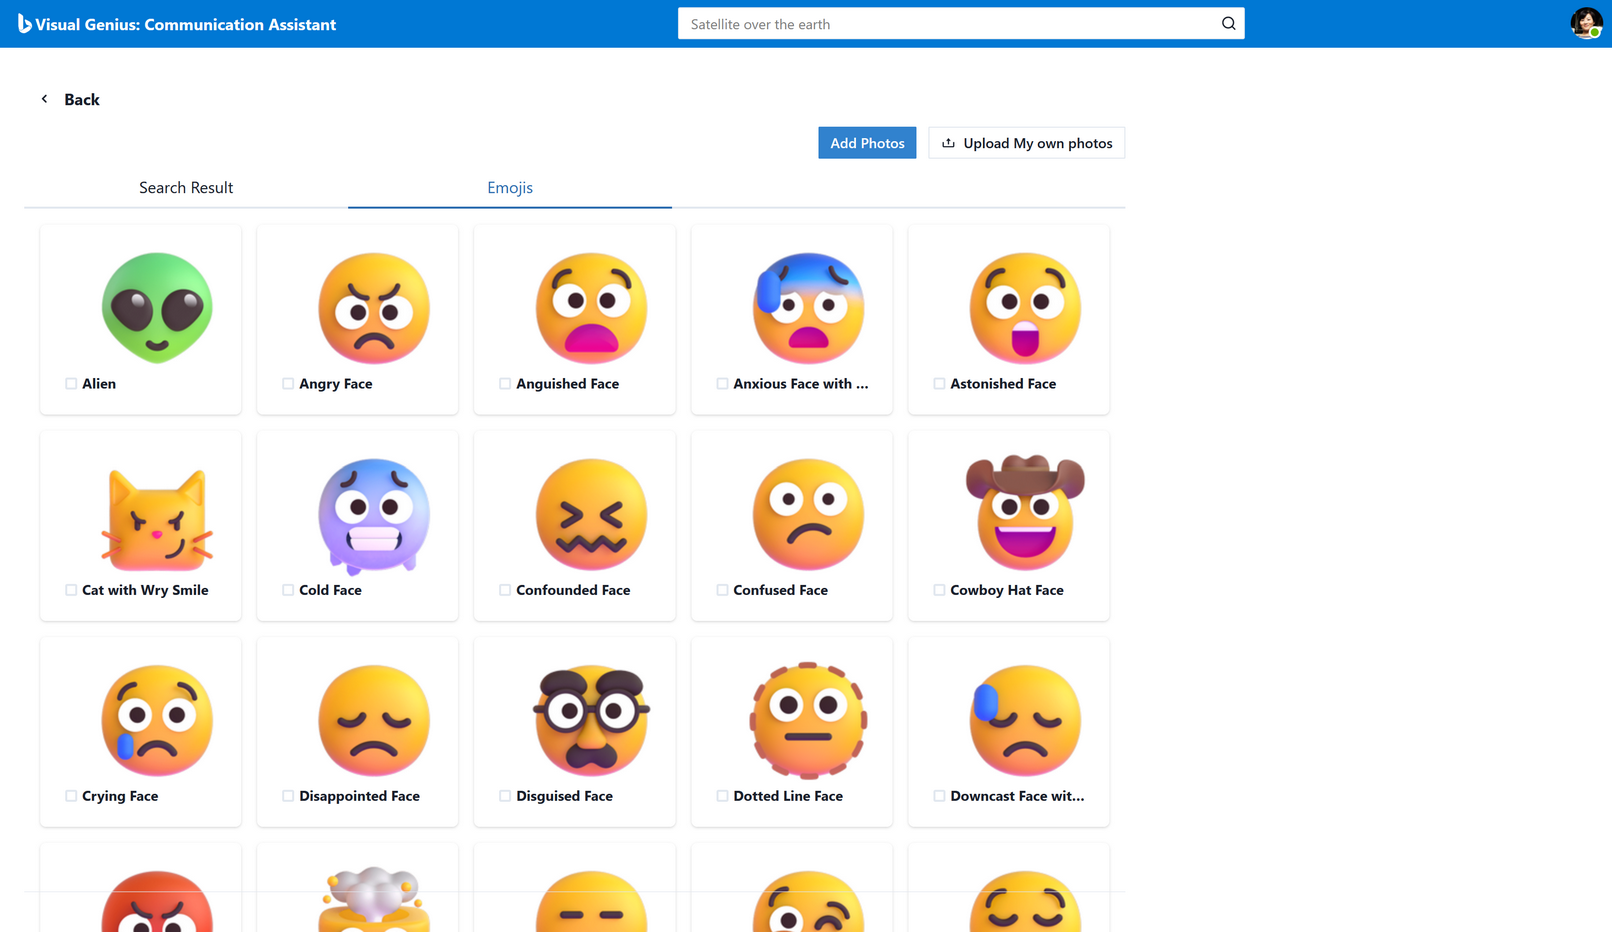 Visual Genius: Communication Assistant
Satellite over the earth
Back
Add Photos
Upload My own photos
Search Result
Emojis
Alien
Angry Face
Anguished Face
Anxious Face with ...
Astonished Face
Cat with Wry Smile
Cold Face
Confounded Face
Confused Face
Cowboy Hat Face
Crying Face
Disappointed Face
Disguised Face
Dotted Line Face
Downcast Face wit...